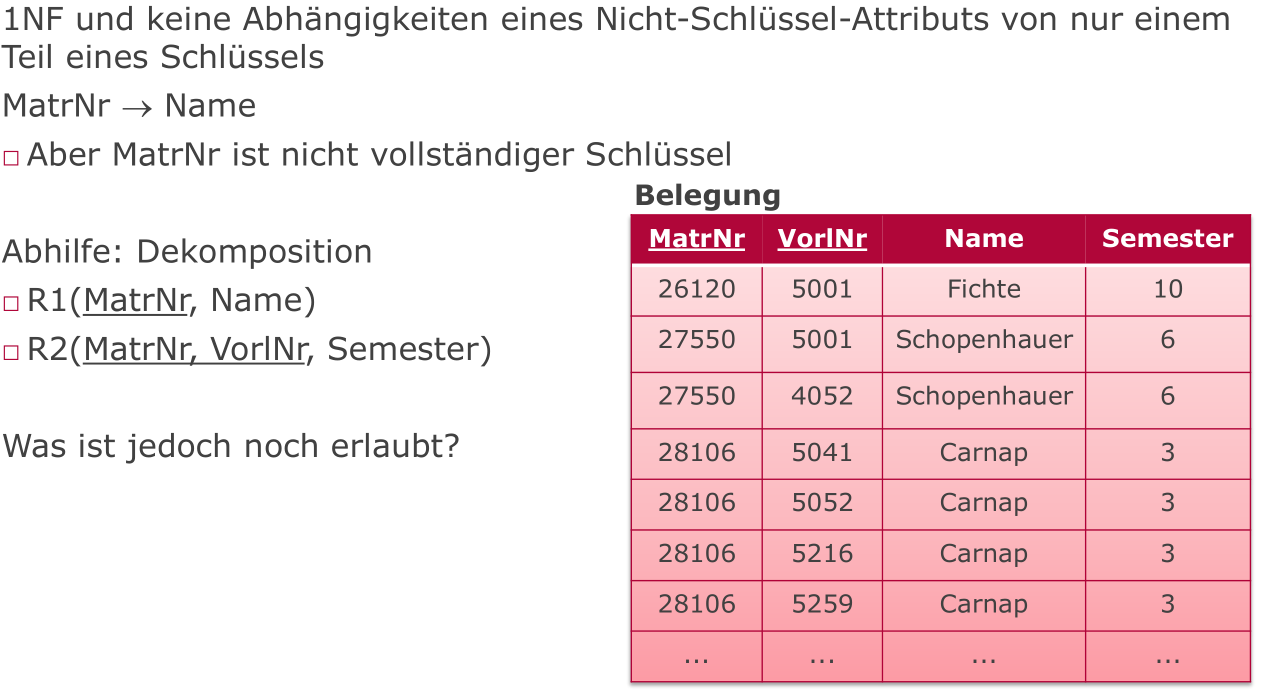 1NF und keine Abhängigkeiten eines Nicht-Schlüssel-Attributs von nur einem
Teil eines Schlüssels
MatrNr → Name
□ Aber MatrNr ist nicht vollständiger Schlüssel
Abhilfe: Dekomposition
□ R1(MatrNr, Name)
□ R2(MatrNr, VorlNr, Semester)
Was ist jedoch noch erlaubt?
Belegung
MatrNr VorlNr Name Semester
26120 5001 Fichte 10
27550 5001 Schopenhauer 6
27550 4052 Schopenhauer 6
28106 5041 Carnap 3
28106 5052 Carnap 3
28106 5216 Carnap 3
28106 5259 Carnap 3
... ... ... ...